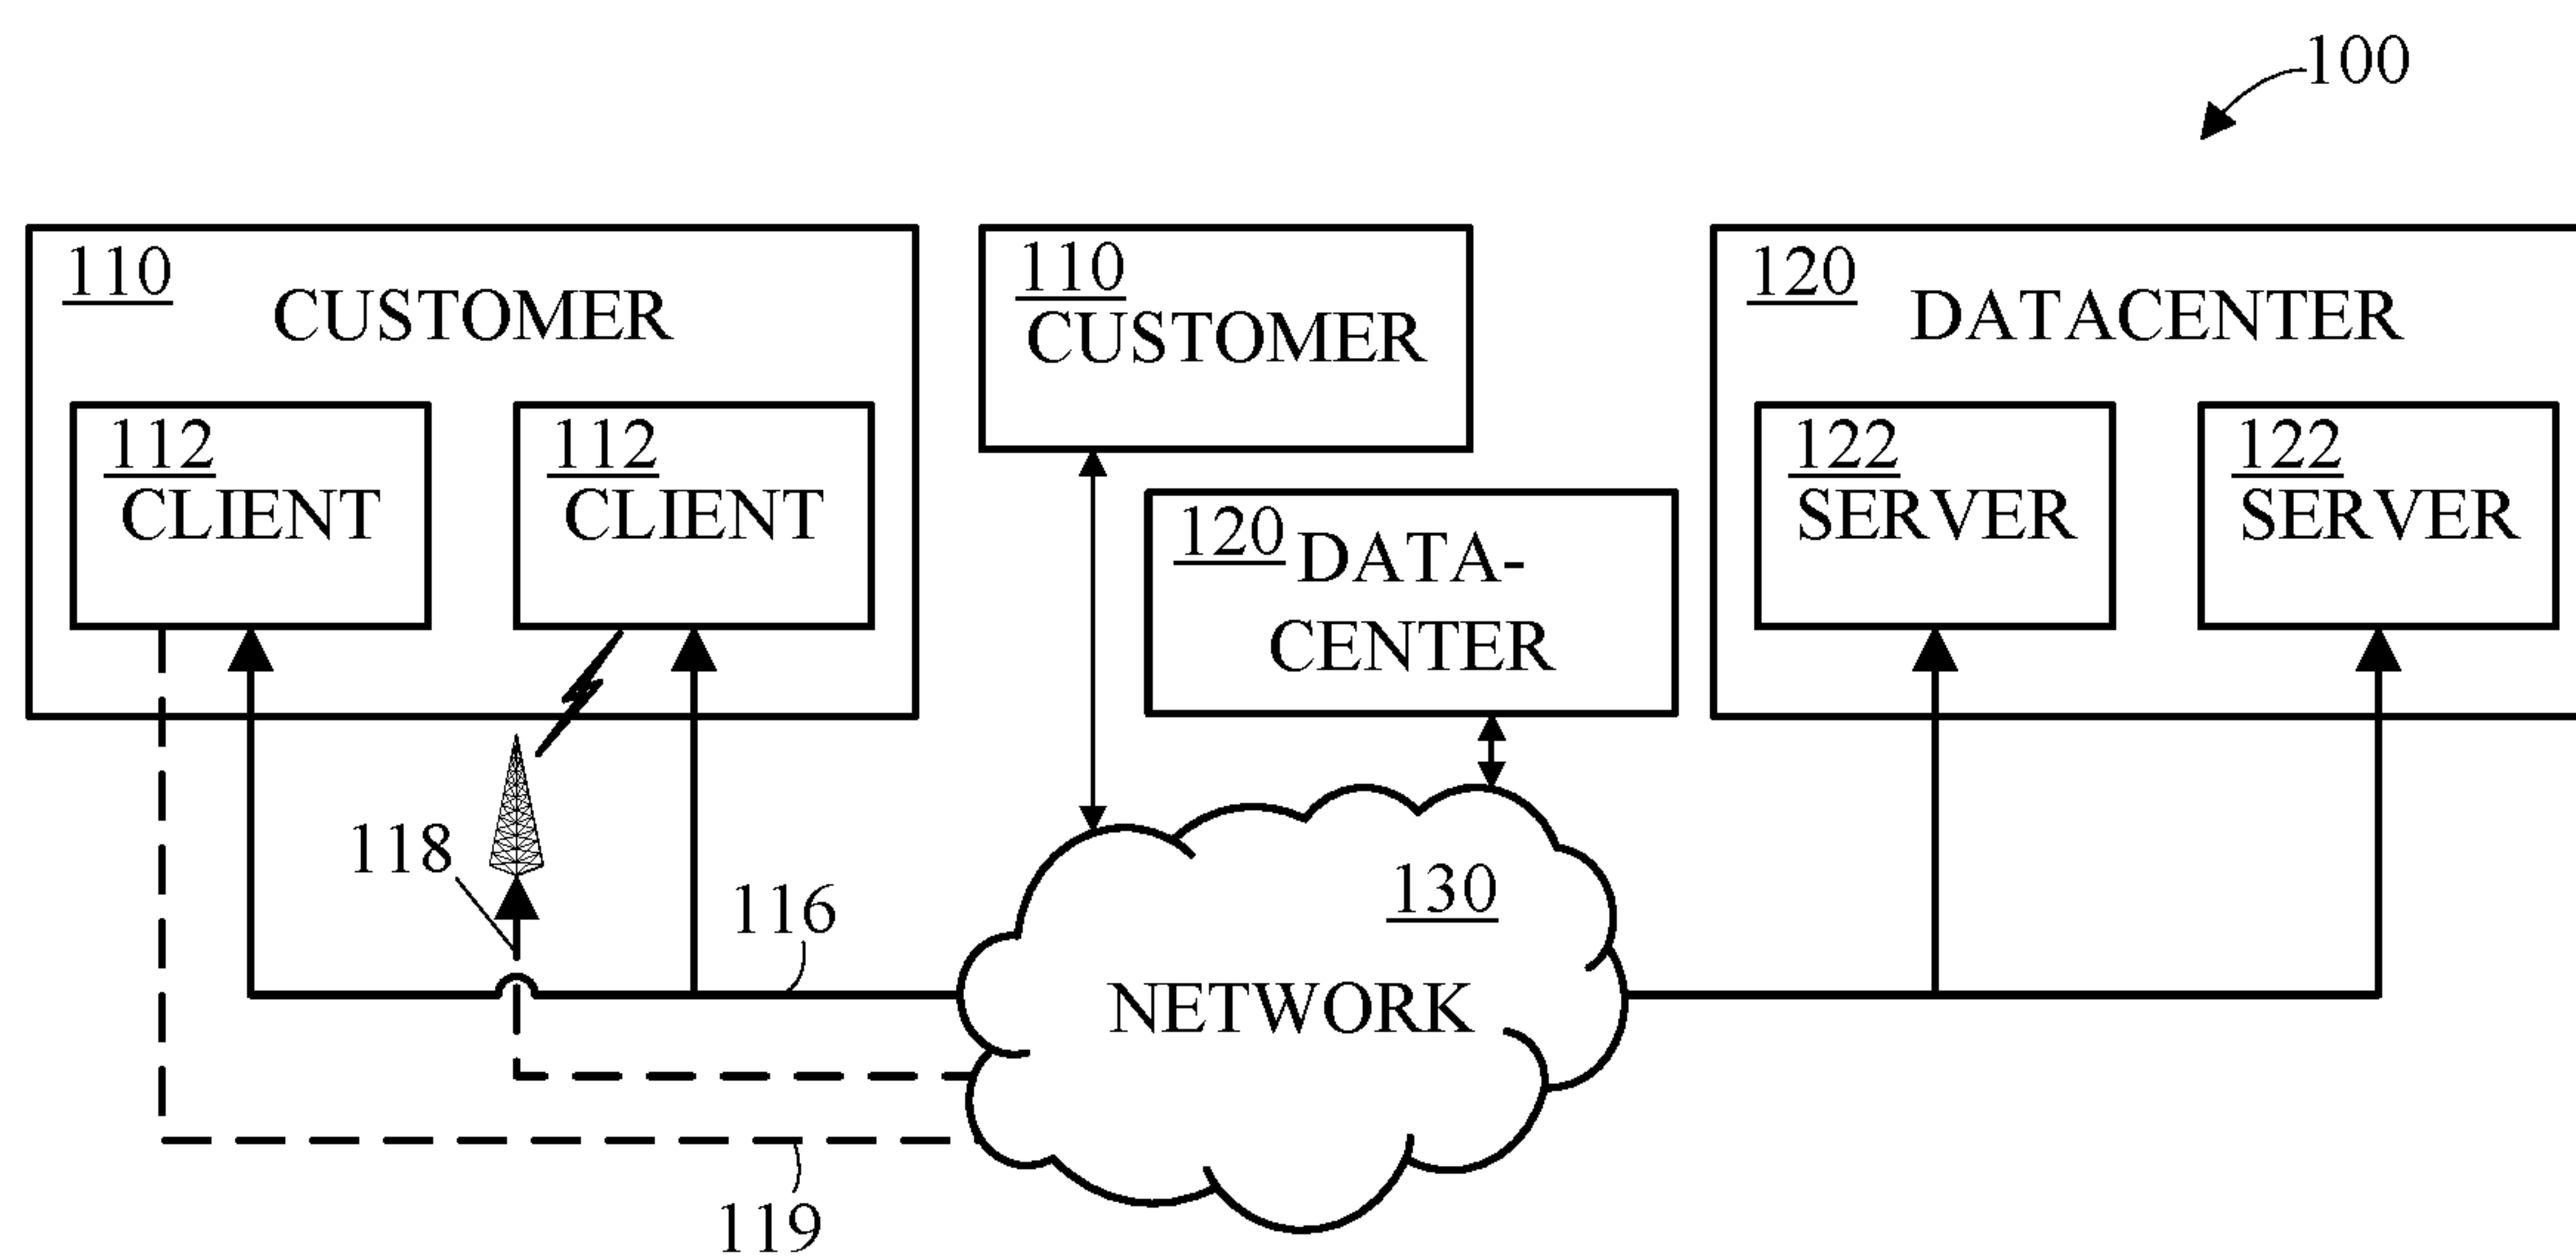 100
110
CUSTOMER
112
CLIENT
112
CLIENT
110
CUSTOMER
120 DATA-
CENTER
120
DATACENTER
122
SERVER
122
SERVER
118
116
130
NETWORK
119